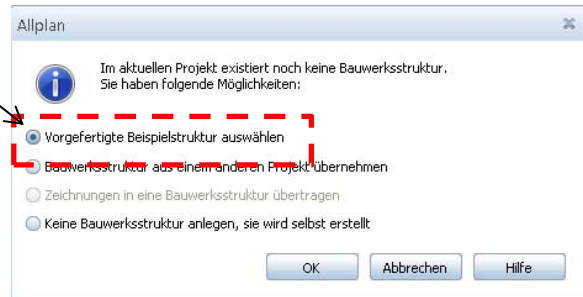 Allplan
Im aktuellen Projekt existiert noch keine Bauwerksstruktur.
Sie haben folgende Möglichkeiten:
Vorgefertigte Beispielstruktur auswählen
Bauwerksstruktur aus einem anderen Projekt übernehmen
Zeichnungen in eine Bauwerksstruktur übertragen
Keine Bauwerksstruktur anlegen, sie wird selbst erstellt
OK Abbrechen Hilfe